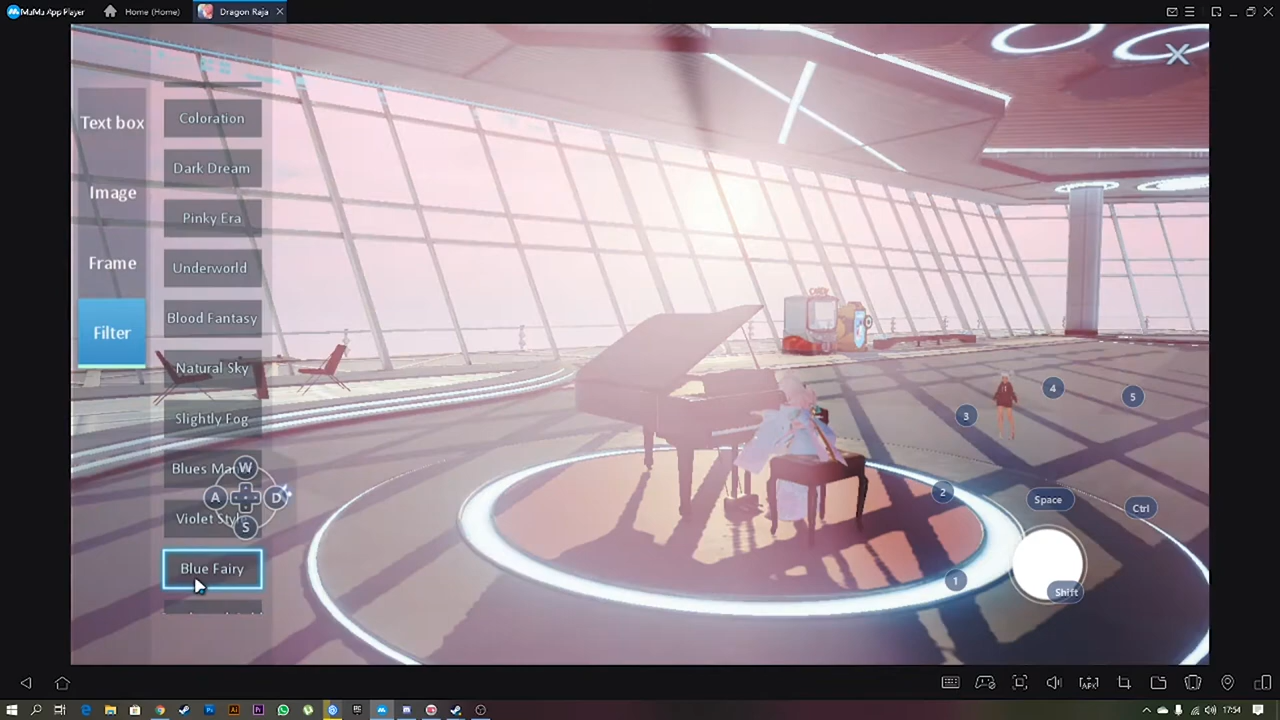 MuMu App Player
Home (Home)
Dragon Raja
Text box
Image
Frame
Filter
Coloration
Dark Dream
Pinky Era
Underworld
Blood Fantasy
Natural Sky
Slightly Fog
Blues Ma
Violet Sty
Blue Fairy
W
A
D
S
1
2
3
4
5
Space
Ctrl
Shift
APK
17:54